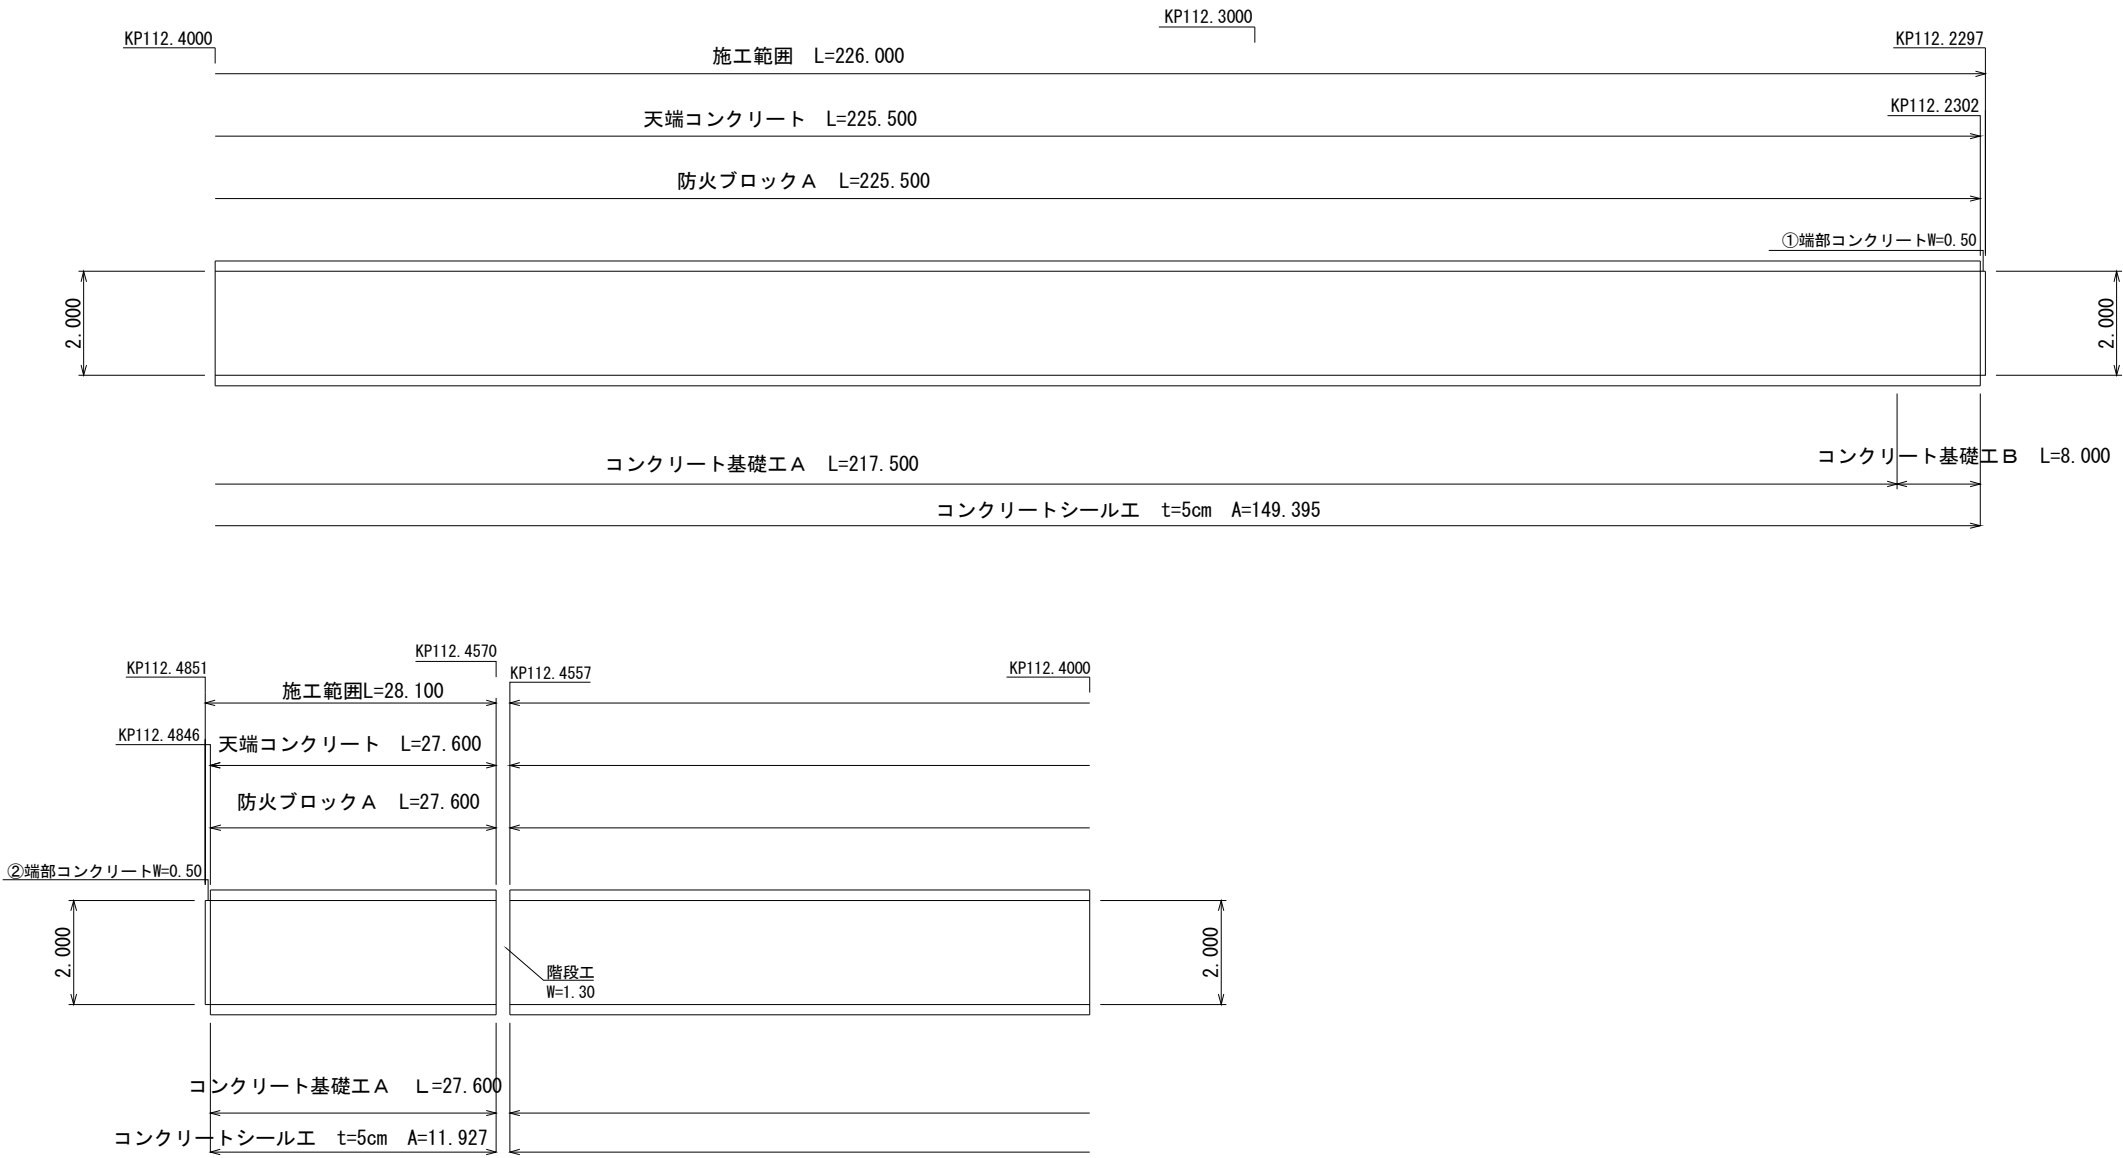 KP112.3000
KP112.4000
KP112.2297
施工範囲　L=226.000
KP112.2302
天端コンクリート　L=225.500
防火ブロックA　L=225.500
①端部コンクリートW=0.50
2.000
2.000
コンクリート基礎工A　L=217.500
コンクリート基礎工B　L=8.000
コンクリートシール工　t=5cm　A=149.395
KP112.4570
KP112.4851
KP112.4557
KP112.4000
施工範囲L=28.100
KP112.4846
天端コンクリート　L=27.600
防火ブロックA　L=27.600
②端部コンクリートW=0.50
2.000
2.000
階段工
W=1.30
コンクリート基礎工A　L=27.600
コンクリートシール工　t=5cm　A=11.927